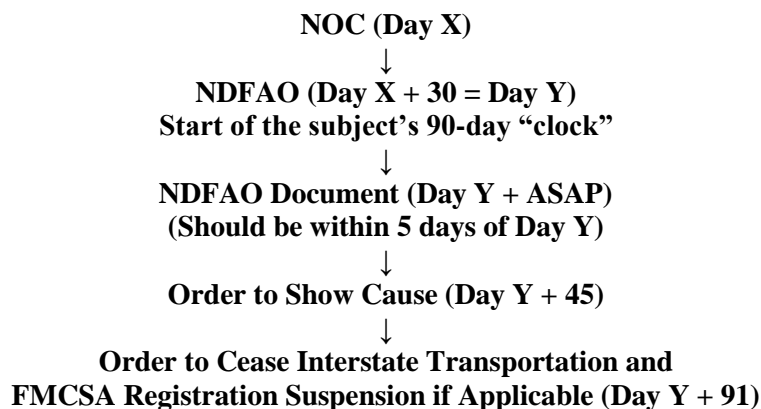 NOC (Day X)
↓
NDFAO (Day X + 30 = Day Y)
Start of the subject’s 90-day “clock”
↓
NDFAO Document (Day Y + ASAP)
(Should be within 5 days of Day Y)
↓
Order to Show Cause (Day Y + 45)
↓
Order to Cease Interstate Transportation and
FMCSA Registration Suspension if Applicable (Day Y + 91)